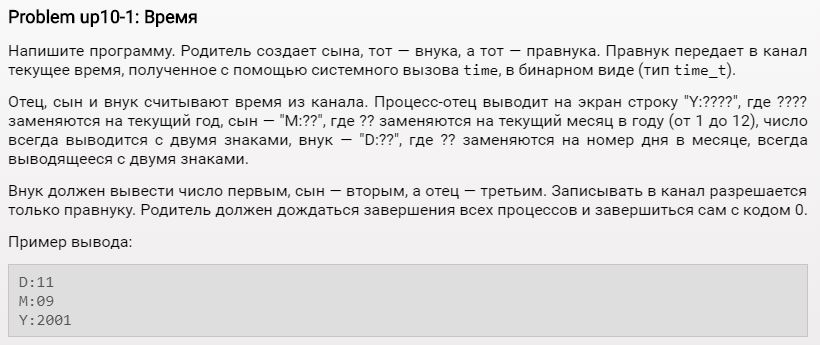 Problem up10-1: Время
Напишите программу. Родитель создает сына, тот — внука, а тот — правнука. Правнук передает в канал
текущее время, полученное с помощью системного вызова time, в бинарном виде (тип time_t).
Отец, сын и внук считывают время из канала. Процесс-отец выводит на экран строку "Y:????", где ????
заменяются на текущий год, сын — "M:??", где ?? заменяются на текущий месяц в году (от 1 до 12), число
всегда выводится с двумя знаками, внук — "D:??", где ?? заменяются на номер дня в месяце, всегда
выводящееся с двумя знаками.
Внук должен вывести число первым, сын — вторым, а отец — третьим. Записывать в канал разрешается
только правнуку. Родитель должен дождаться завершения всех процессов и завершиться сам с кодом 0.
Пример вывода:
D:11
M:09
Y:2001